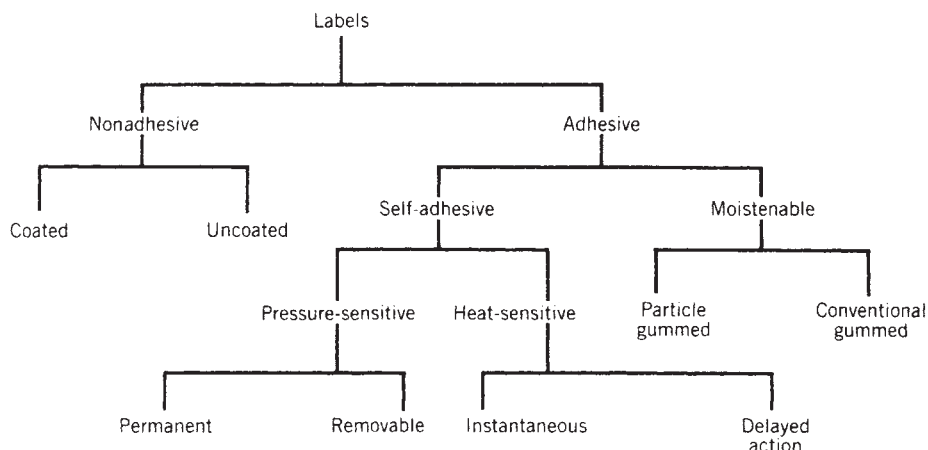 Labels
Nonadhesive
Adhesive
Coated
Uncoated
Self-adhesive
Moistenable
Pressure-sensitive
Heat-sensitive
Particle
gummed
Conventional
gummed
Permanent
Removable
Instantaneous
Delayed
action